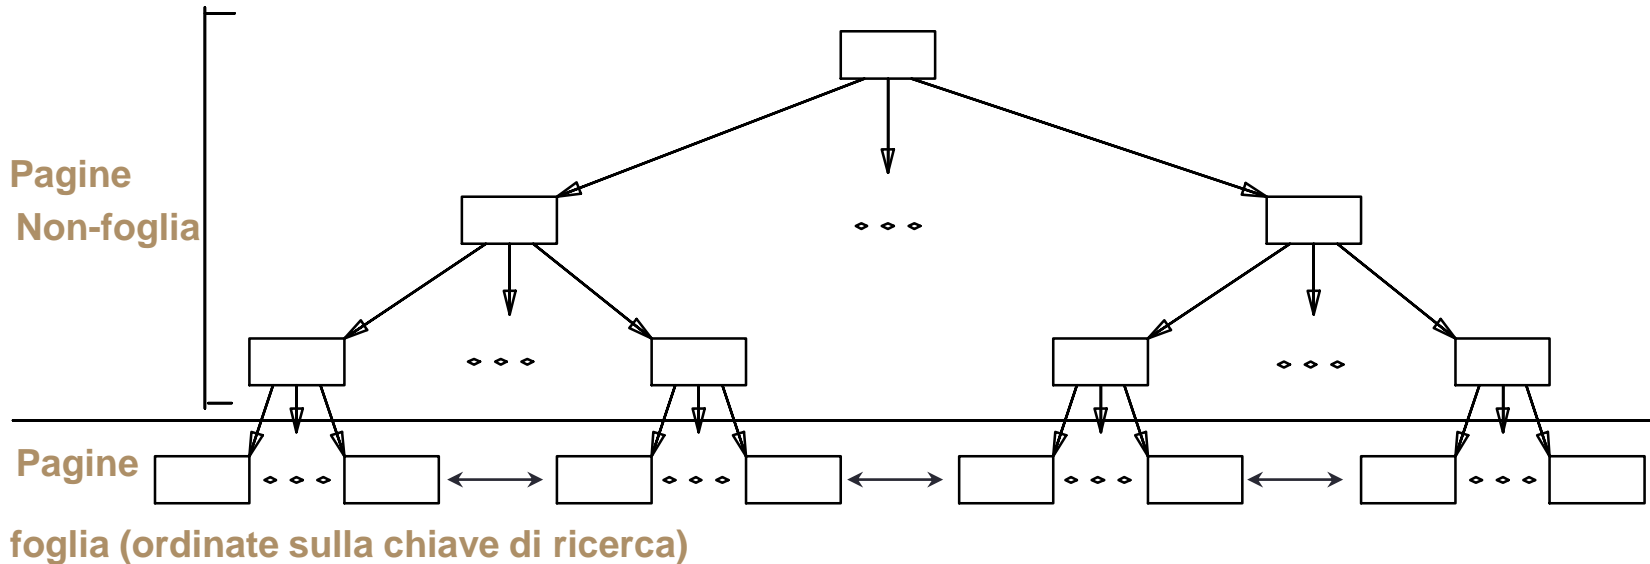 Pagine
Non-foglia
Pagine
foglia (ordinate sulla chiave di ricerca)